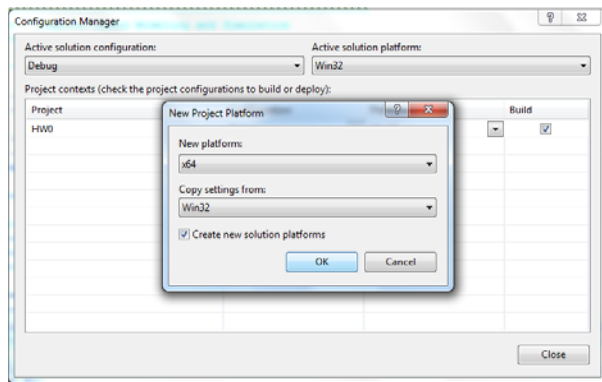 Configuration Manager
Active solution configuration:
Active solution platform:
Debug
Win32
Project contexts (check the project configurations to build or deploy):
Project
Build
HW0
New Project Platform
New platform:
x64
Copy settings from:
Win32
Create new solution platforms
OK
Cancel
Close